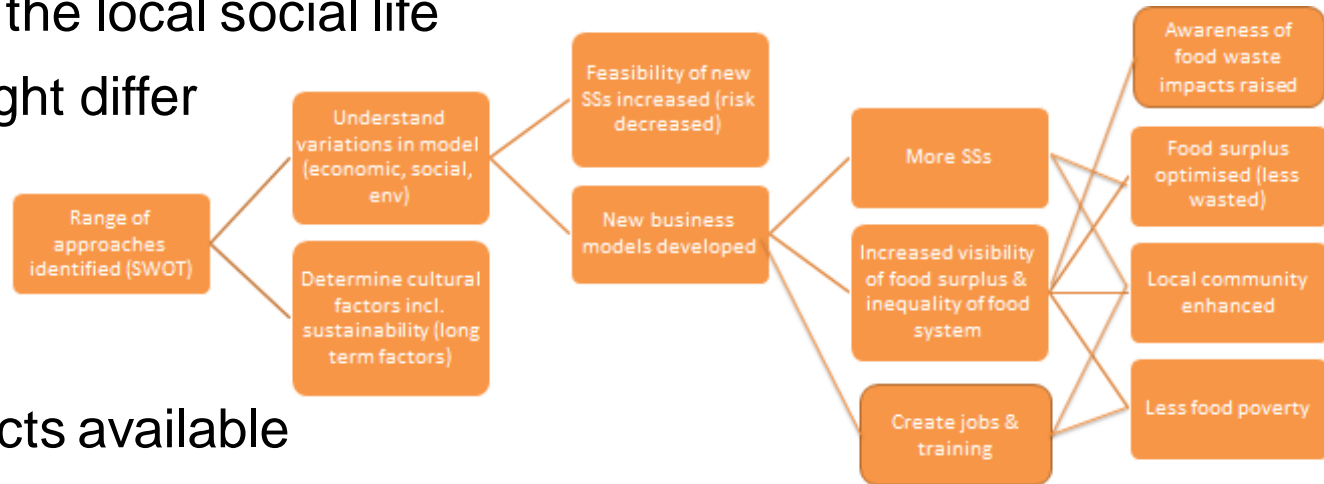 the local social life
ght differ
cts available
Range of
approaches
identified (SWOT)
Understand
variations in model
(economic, social,
env)
Determine cultural
factors incl.
sustainability (long
term factors)
Feasibility of new
SSs increased (risk
decreased)
New business
models developed
More SSs
Increased visibility
of food surplus &
inequality of food
system
Create jobs &
training
Awareness of
food waste
impacts raised
Food surplus
optimised (less
wasted)
Local community
enhanced
Less food poverty